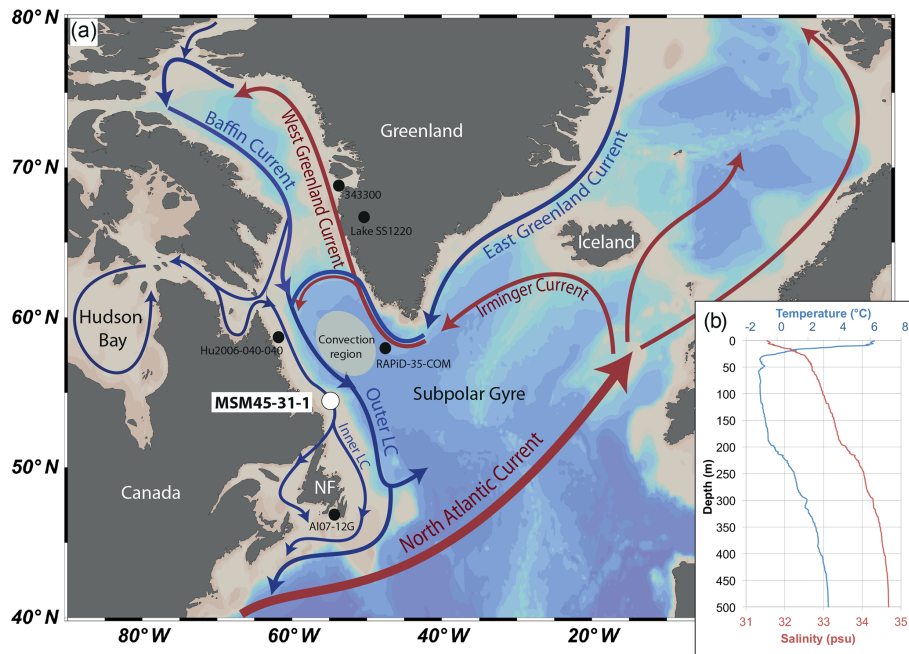 (a)
80° N
70° N
60° N
50° N
40° N
80° W
60° W
40° W
20° W
Greenland
Baffin Current
West Greenland Current
343300
Lake SS1220
East Greenland Current
Iceland
Irminger Current
Hudson
Bay
Convection
region
Hu2006-040-040
RAPiD-35-COM
Subpolar Gyre
MSM45-31-1
Outer LC
Inner LC
Canada
NF
AI07-12G
North Atlantic Current
(b)
Temperature (°C)
-2 0 2 4 6 8
Depth (m)
0
50
100
150
200
250
300
350
400
450
500
31 32 33 34 35
Salinity (psu)